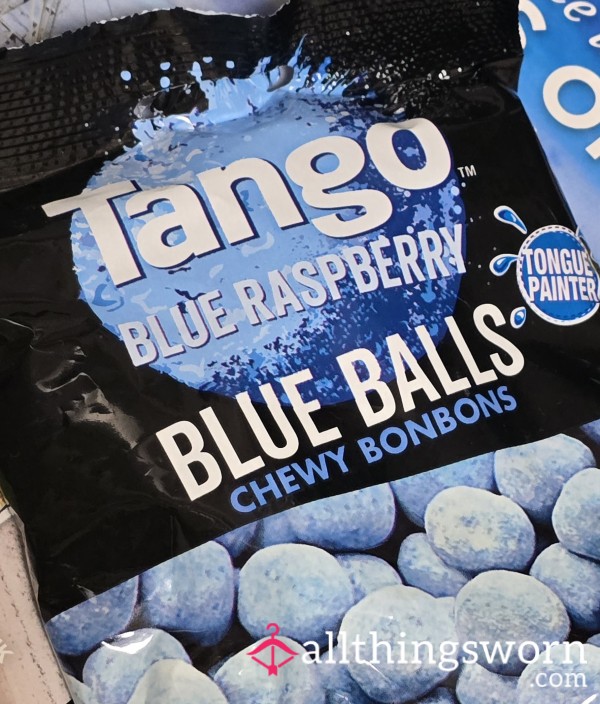 Tango™
BLUE RASPBERRY
TONGUE
PAINTER
BLUE BALLS
CHEWY BONBONS
allthingsworn
.com